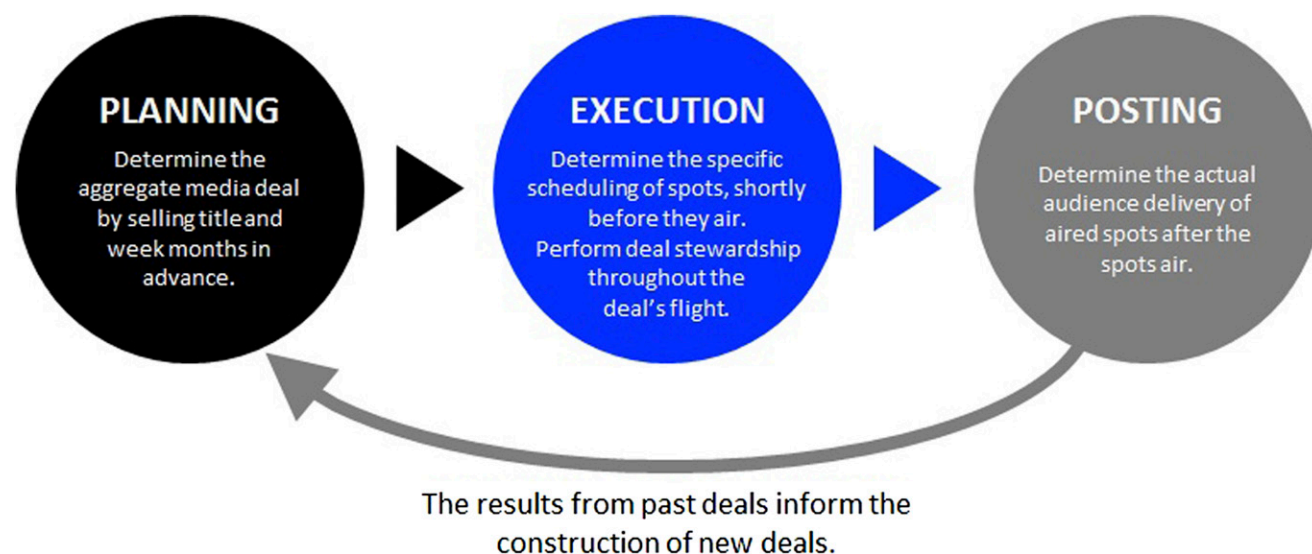 PLANNING
Determine the
aggregate media deal
by selling title and
week months in
advance.
EXECUTION
Determine the specific
scheduling of spots, shortly
before they air.
Perform deal stewardship
throughout the
deal's flight.
POSTING
Determine the actual
audience delivery of
aired spots after the
spots air.
The results from past deals inform the
construction of new deals.